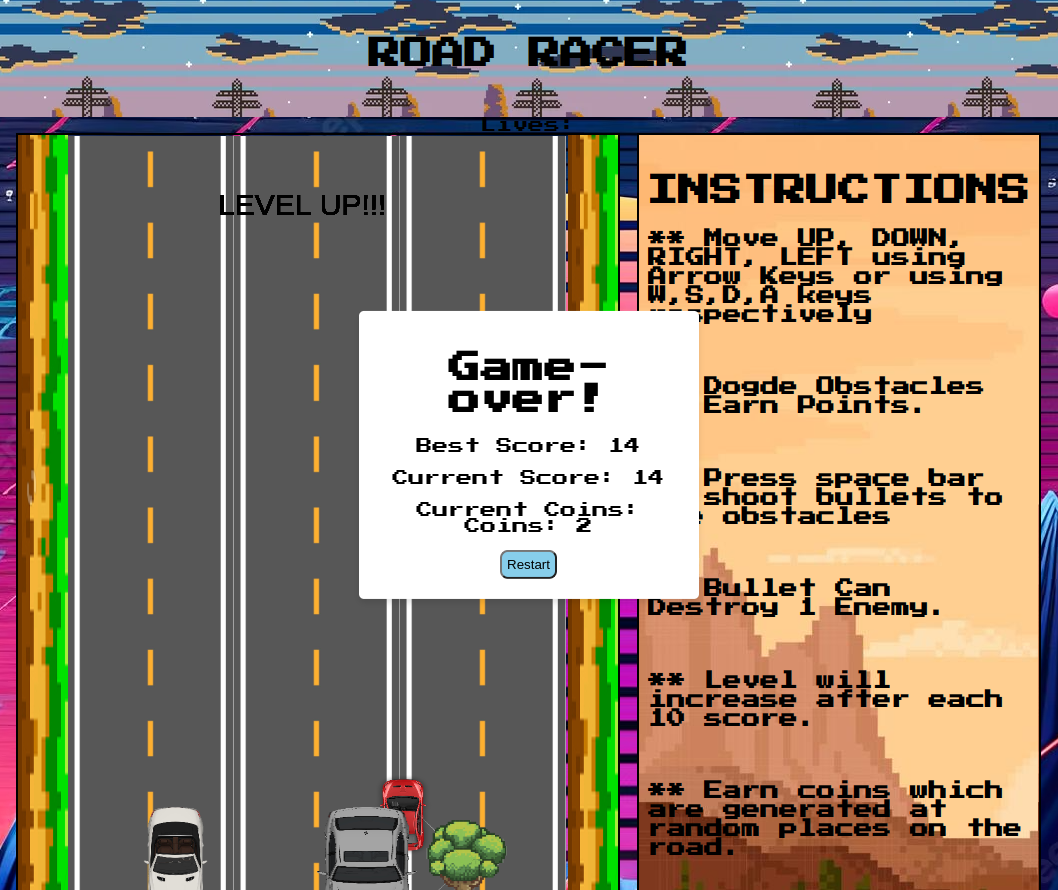 ROAD RACER
Lives:
LEVEL UP!!!
Game-
over!
Best Score: 14
Current Score: 14
Current Coins:
Coins: 2
Restart
INSTRUCTIONS
** Move UP, DOWN,
RIGHT, LEFT using
Arrow Keys or using
W,S,D,A keys
respectively
Dogde Obstacles
Earn Points.
Press space bar
shoot bullets to
obstacles
Bullet Can
Destroy 1 Enemy.
** Level will
increase after each
10 score.
** Earn coins which
are generated at
random places on the
road.